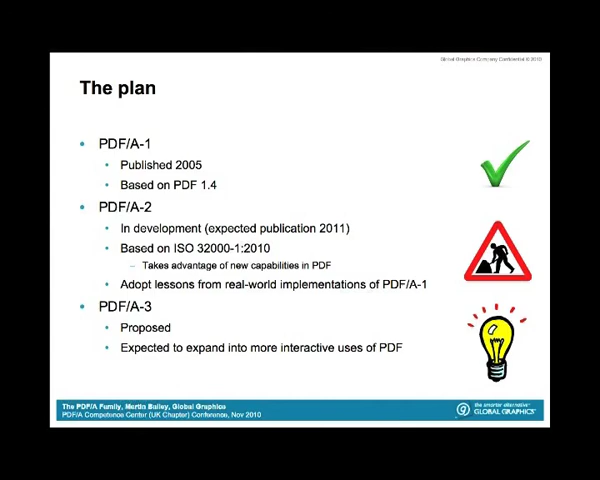 Global Graphics Company Confidential © 2010
The plan
• PDF/A-1
• Published 2005
• Based on PDF 1.4
• PDF/A-2
• In development (expected publication 2011)
• Based on ISO 32000-1:2010
– Takes advantage of new capabilities in PDF
• Adopt lessons from real-world implementations of PDF/A-1
• PDF/A-3
• Proposed
• Expected to expand into more interactive uses of PDF
The PDF/A Family, Martin Bailey, Global Graphics
PDF/A Competence Center (UK Chapter) Conference, Nov 2010
the smarter alternative™
GLOBAL GRAPHICS®